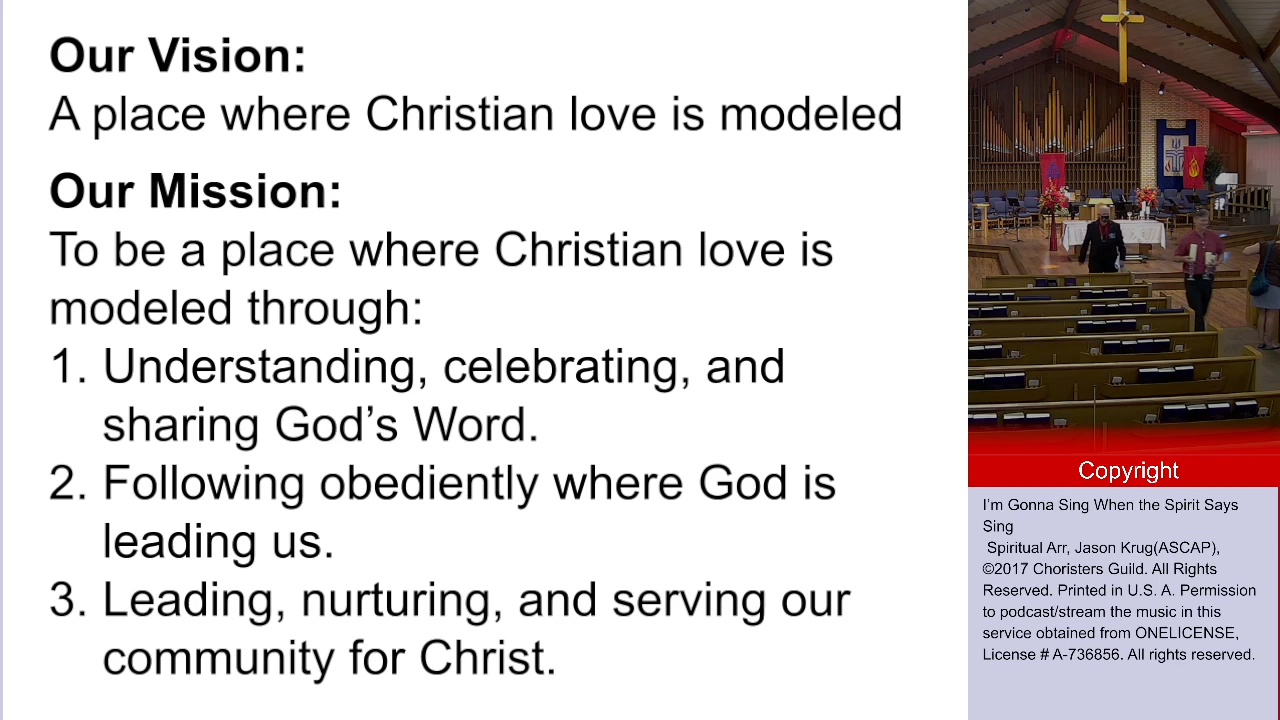 Our Vision:
A place where Christian love is modeled
Our Mission:
To be a place where Christian love is
modeled through:
1. Understanding, celebrating, and
sharing God’s Word.
2. Following obediently where God is
leading us.
3. Leading, nurturing, and serving our
community for Christ.
Copyright
I’m Gonna Sing When the Spirit Says
Sing
Spiritual Arr, Jason Krug(ASCAP),
©2017 Choristers Guild. All Rights
Reserved. Printed in U.S. A. Permission
to podcast/stream the music in this
service obtained from ONELICENSE,
License # A-736856. All rights reserved.